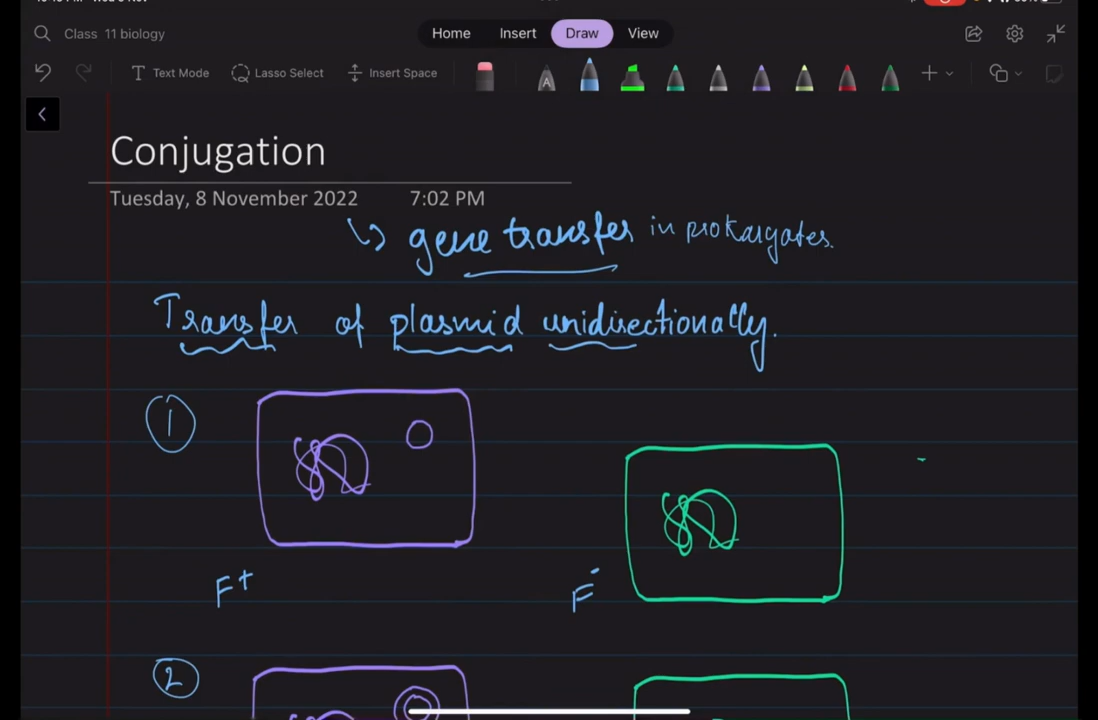 Class 11 biology
Home Insert Draw View
Text Mode Lasso Select Insert Space
A
Conjugation
Tuesday, 8 November 2022 7:02 PM
↳ gene transfer in prokaryates.
Transfer of plasmid unidirectionally.
1
F+
F-
2